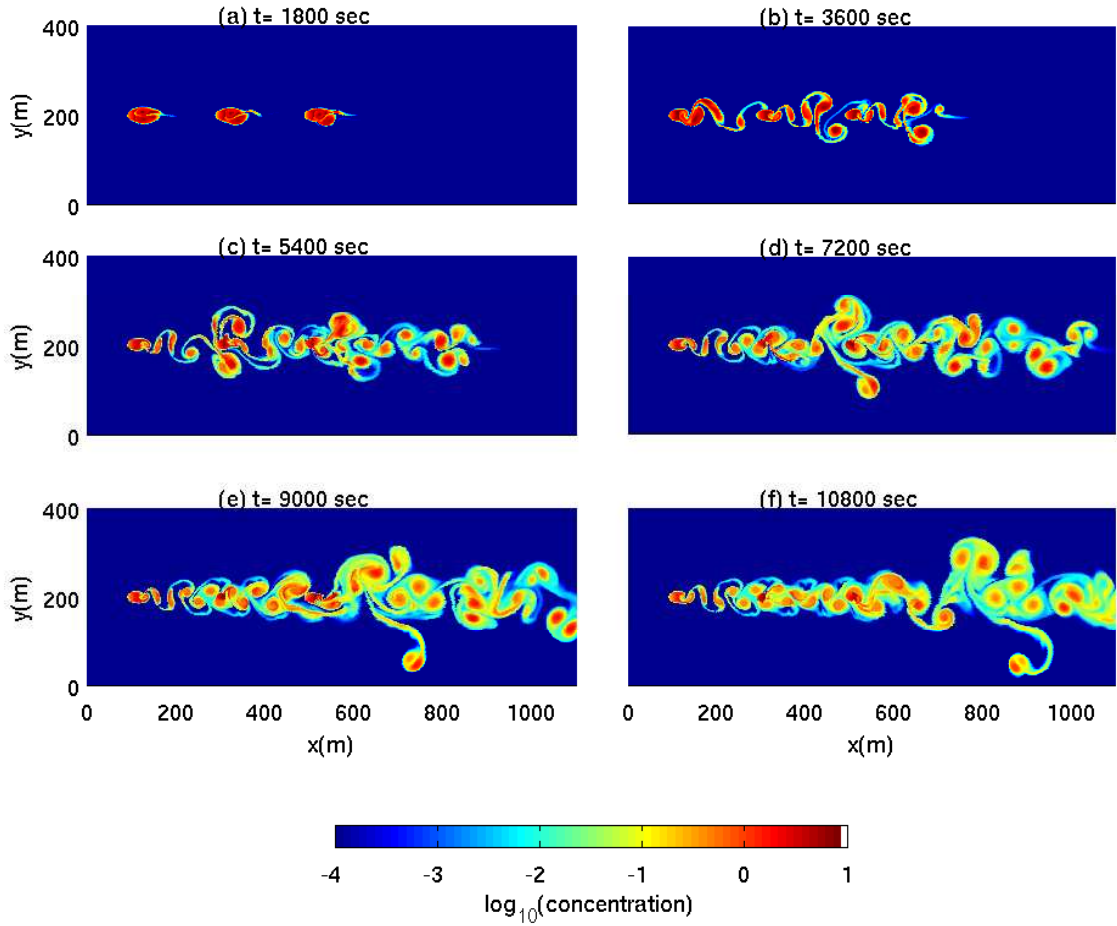 (a) t= 1800 sec
(b) t= 3600 sec
400
200
0
y(m)
(c) t= 5400 sec
(d) t= 7200 sec
400
200
0
y(m)
(e) t= 9000 sec
(f) t= 10800 sec
400
200
0
y(m)
0 200 400 600 800 1000
0 200 400 600 800 1000
x(m)
x(m)
-4 -3 -2 -1 0 1
log10(concentration)